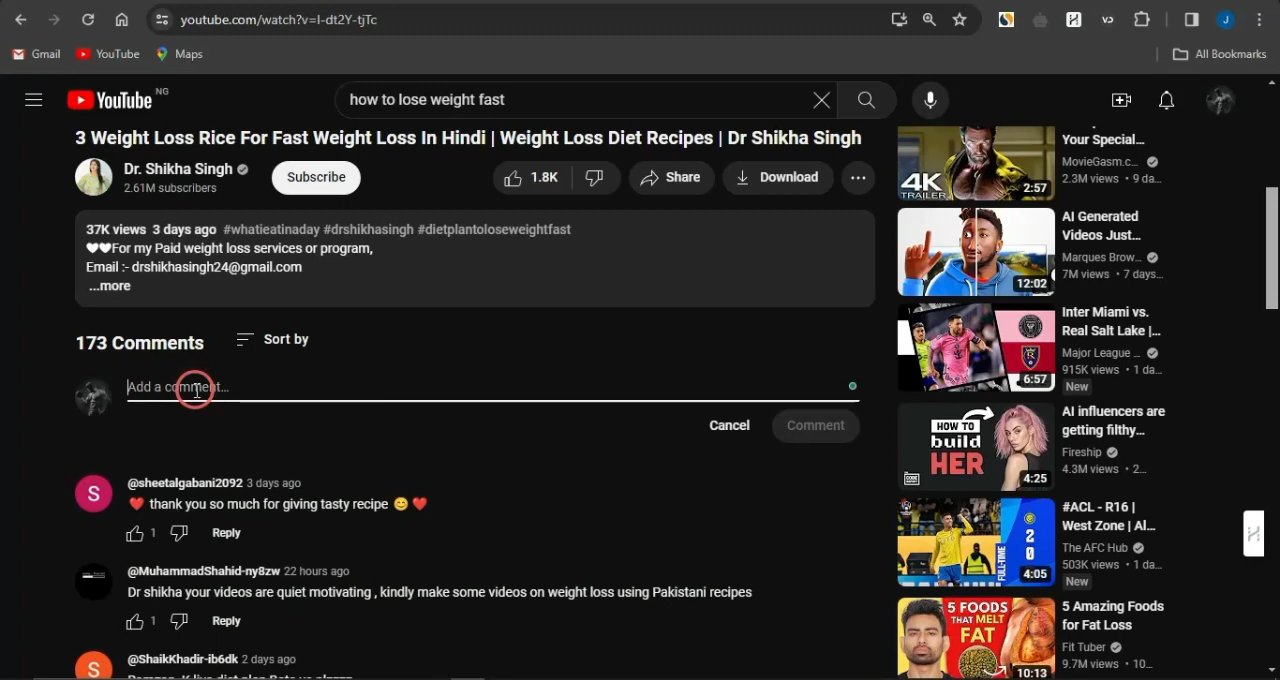 youtube.com/watch?v=I-dt2Y-tjTc
J
Gmail
YouTube
Maps
All Bookmarks
YouTube NG
how to lose weight fast
3 Weight Loss Rice For Fast Weight Loss In Hindi | Weight Loss Diet Recipes | Dr Shikha Singh
Dr. Shikha Singh
2.61M subscribers
Subscribe
1.8K
Share
Download
37K views 3 days ago #whatieatinaday #drshikhasingh #dietplantoloseweightfast
♥♥For my Paid weight loss services or program,
Email :- drshikhasingh24@gmail.com
...more
173 Comments
Sort by
Add a comment...
Cancel
Comment
S
@sheetalgabani2092 3 days ago
❤️ thank you so much for giving tasty recipe 😊 ❤️
1
Reply
@MuhammadShahid-ny8zw 22 hours ago
Dr shikha your videos are quiet motivating , kindly make some videos on weight loss using Pakistani recipes
1
Reply
S
@ShaikKhadir-ib6dk 2 days ago
4K
TRAILER
2:57
Your Special...
MovieGasm.c...
2.3M views • 9 da...
12:02
AI Generated
Videos Just...
Marques Brow...
7M views • 7 days...
6:57
Inter Miami vs.
Real Salt Lake |...
Major League ...
915K views • 1 da...
New
HOW TO
build
HER
4:25
AI influencers are
getting filthy...
Fireship
4.3M views • 2...
2
0
FULL-TIME
4:05
#ACL - R16 |
West Zone | Al...
The AFC Hub
503K views • 1 da...
New
5 FOODS
THAT MELT
FAT
10:13
5 Amazing Foods
for Fat Loss
Fit Tuber
9.7M views • 10...